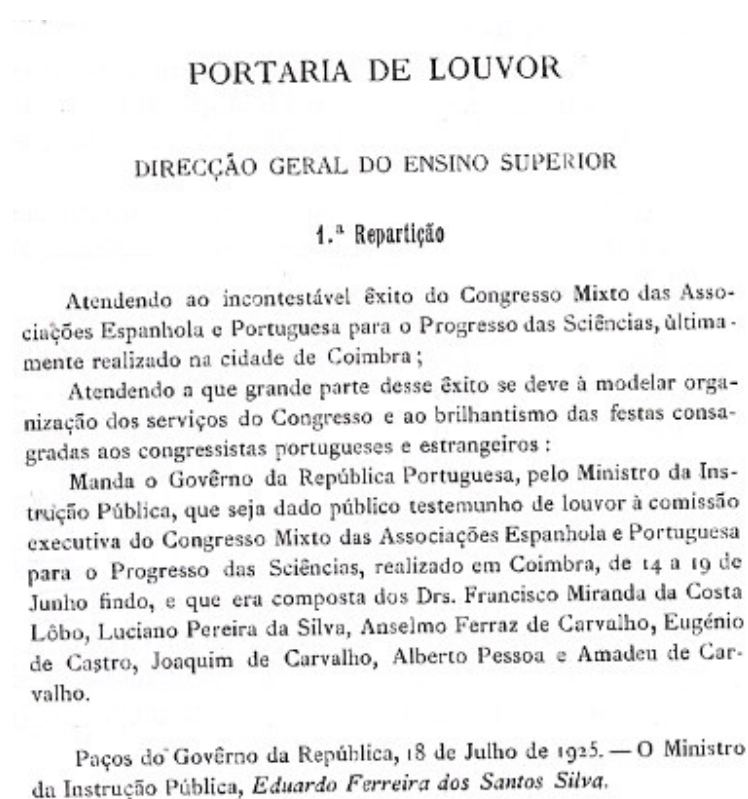 PORTARIA DE LOUVOR
DIRECÇÃO GERAL DO ENSINO SUPERIOR
1.ª Repartição
Atendendo ao incontestável êxito do Congresso Mixto das Asso-
ciações Espanhola e Portuguesa para o Progresso das Sciências, ùltima-
mente realizado na cidade de Coimbra;
Atendendo a que grande parte desse êxito se deve à modelar orga-
nização dos serviços do Congresso e ao brilhantismo das festas consa-
gradas aos congressistas portugueses e estrangeiros:
Manda o Govêrno da República Portuguesa, pelo Ministro da Ins-
trução Pública, que seja dado público testemunho de louvor à comissão
executiva do Congresso Mixto das Associações Espanhola e Portuguesa
para o Progresso das Sciências, realizado em Coimbra, de 14 a 19 de
Junho findo, e que era composta dos Drs. Francisco Miranda da Costa
Lôbo, Luciano Pereira da Silva, Anselmo Ferraz de Carvalho, Eugénio
de Castro, Joaquim de Carvalho, Alberto Pessoa e Amadeu de Car-
valho.
Paços do Govêrno da República, 18 de Julho de 1925. — O Ministro
da Instrução Pública, Eduardo Ferreira dos Santos Silva.